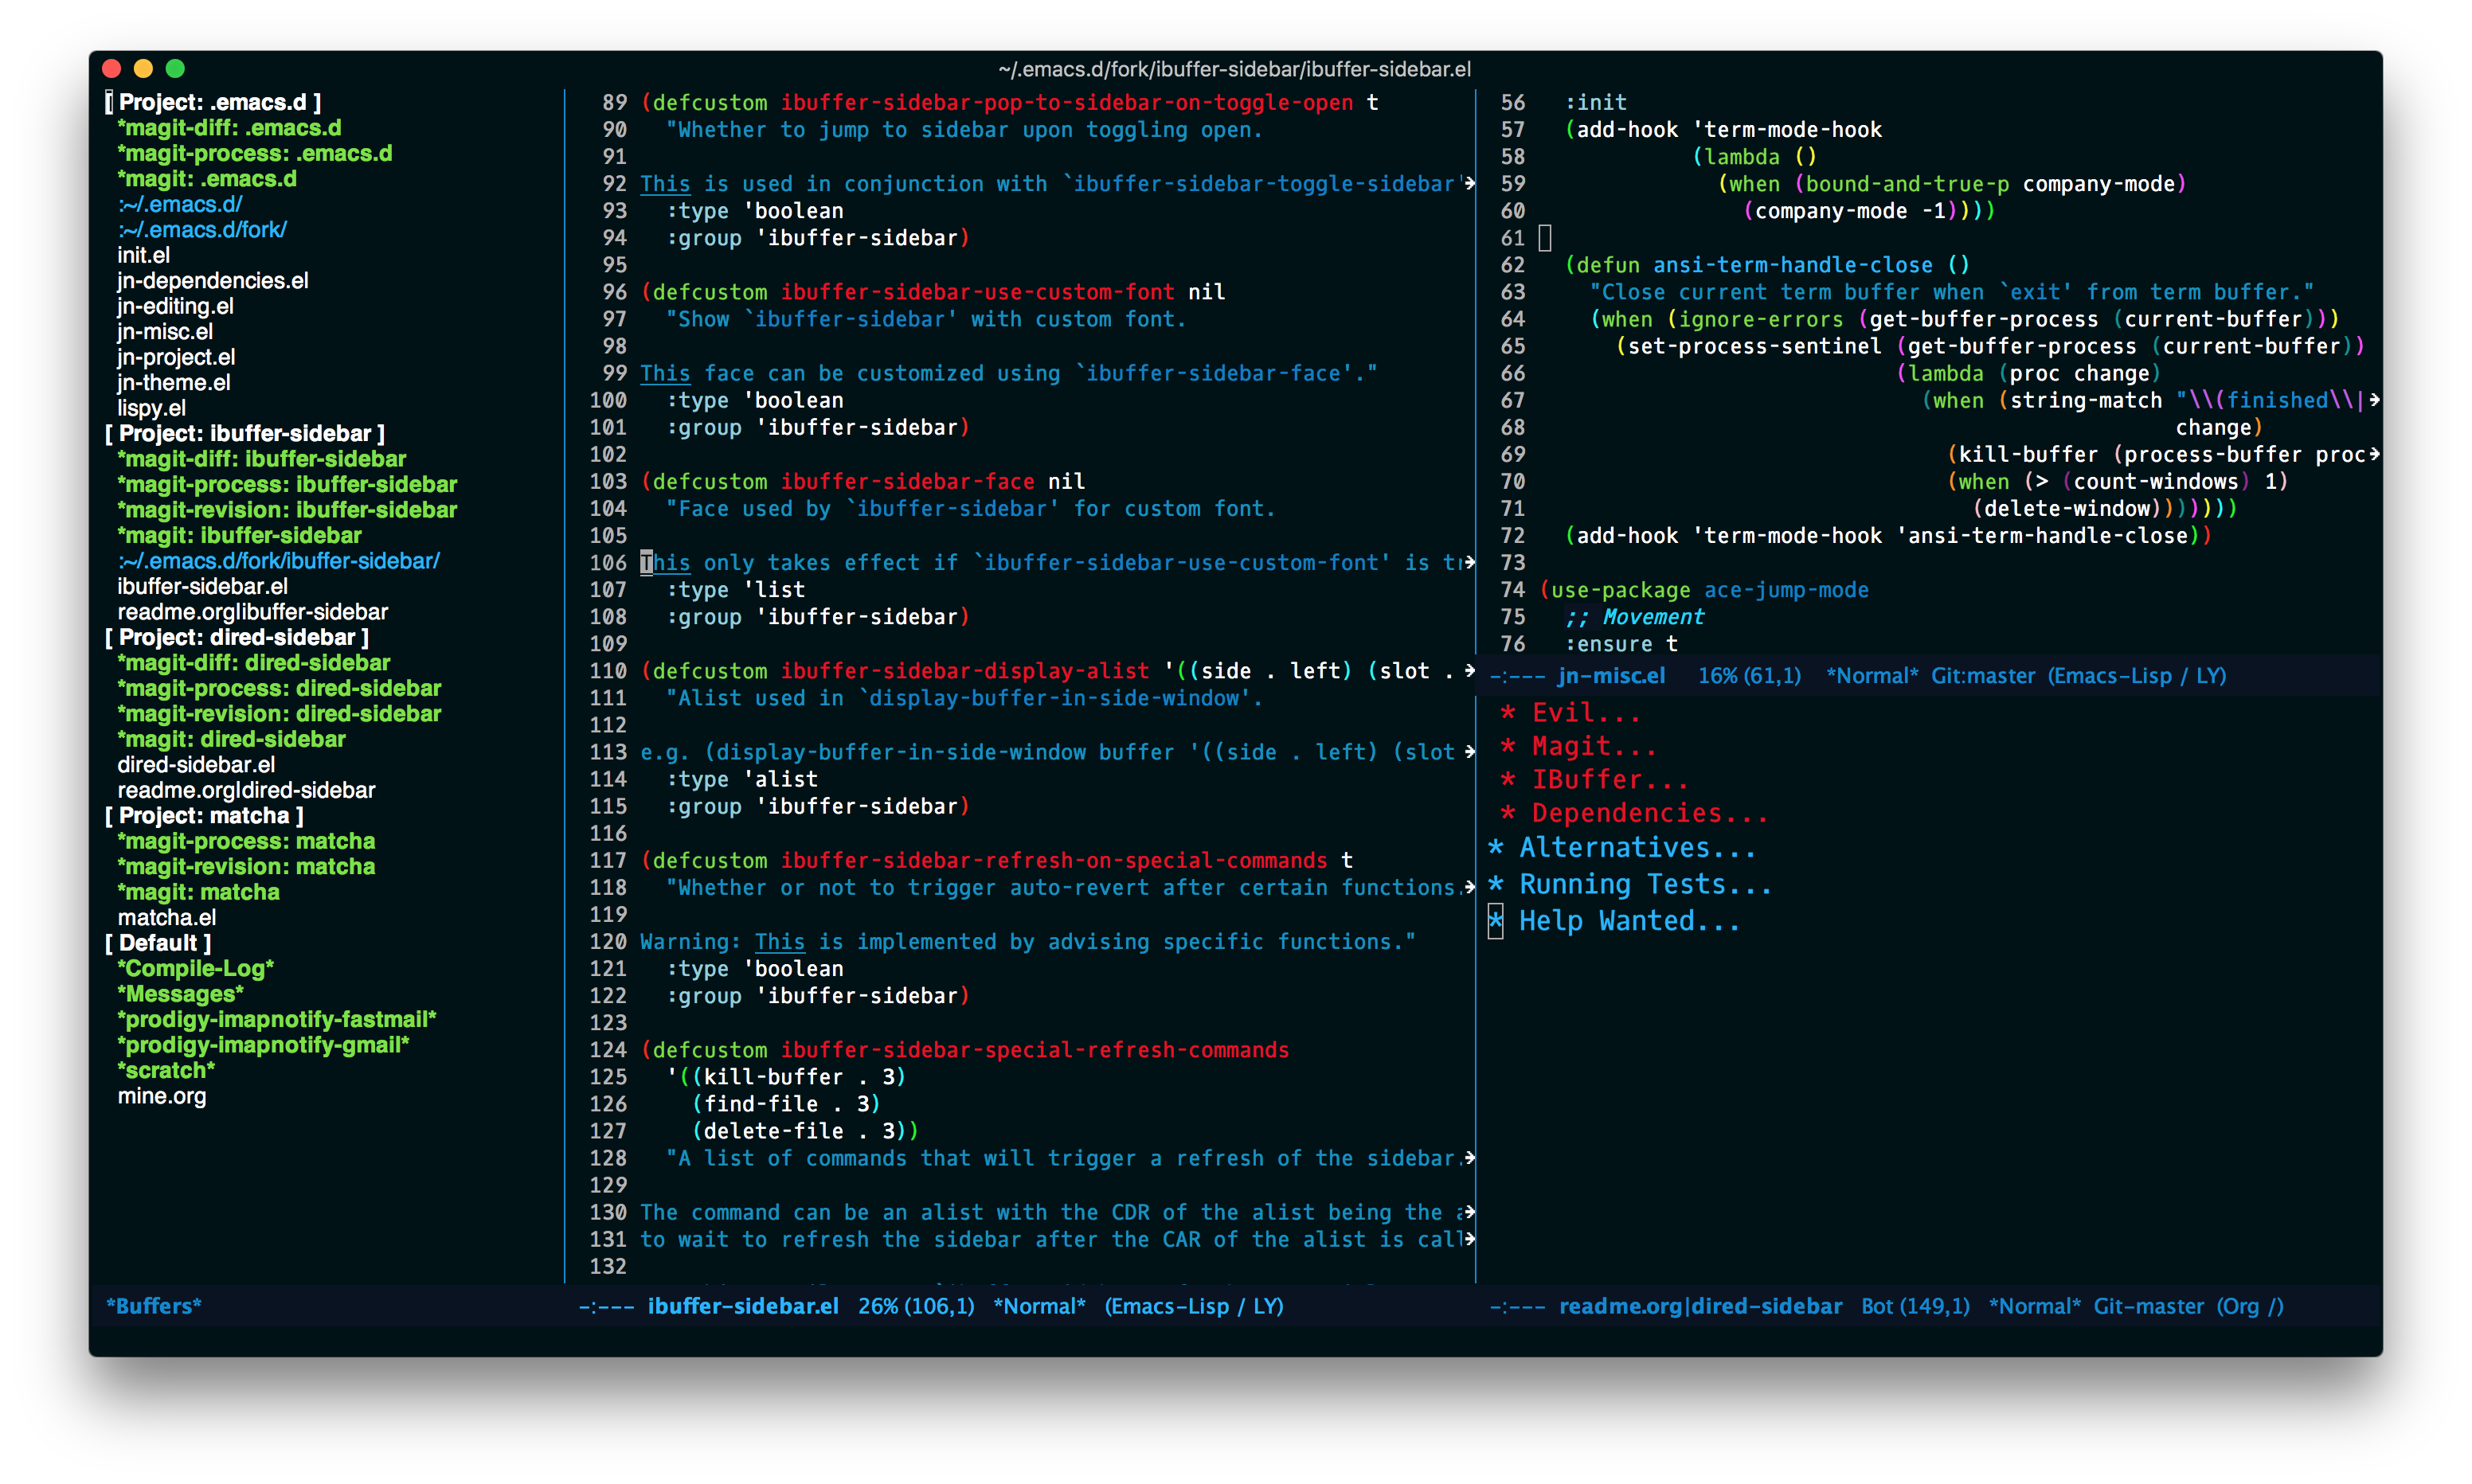 ~/.emacs.d/fork/ibuffer-sidebar/ibuffer-sidebar.el
[ Project: .emacs.d ]
*magit-diff: .emacs.d
*magit-process: .emacs.d
*magit: .emacs.d
:~/.emacs.d/
:~/.emacs.d/fork/
init.el
jn-dependencies.el
jn-editing.el
jn-misc.el
jn-project.el
jn-theme.el
lispy.el
[ Project: ibuffer-sidebar ]
*magit-diff: ibuffer-sidebar
*magit-process: ibuffer-sidebar
*magit-revision: ibuffer-sidebar
*magit: ibuffer-sidebar
:~/.emacs.d/fork/ibuffer-sidebar/
ibuffer-sidebar.el
readme.org|ibuffer-sidebar
[ Project: dired-sidebar ]
*magit-diff: dired-sidebar
*magit-process: dired-sidebar
*magit-revision: dired-sidebar
*magit: dired-sidebar
dired-sidebar.el
readme.org|dired-sidebar
[ Project: matcha ]
*magit-process: matcha
*magit-revision: matcha
*magit: matcha
matcha.el
[ Default ]
*Compile-Log*
*Messages*
*prodigy-imapnotify-fastmail*
*prodigy-imapnotify-gmail*
*scratch*
mine.org
*Buffers*
89 (defcustom ibuffer-sidebar-pop-to-sidebar-on-toggle-open t
90   "Whether to jump to sidebar upon toggling open.
91
92 This is used in conjunction with `ibuffer-sidebar-toggle-sidebar'
93   :type 'boolean
94   :group 'ibuffer-sidebar)
95
96 (defcustom ibuffer-sidebar-use-custom-font nil
97   "Show `ibuffer-sidebar' with custom font.
98
99 This face can be customized using `ibuffer-sidebar-face'."
100   :type 'boolean
101   :group 'ibuffer-sidebar)
102
103 (defcustom ibuffer-sidebar-face nil
104   "Face used by `ibuffer-sidebar' for custom font.
105
106 This only takes effect if `ibuffer-sidebar-use-custom-font' is
107   :type 'list
108   :group 'ibuffer-sidebar)
109
110 (defcustom ibuffer-sidebar-display-alist '((side . left) (slot .
111   "Alist used in `display-buffer-in-side-window'.
112
113 e.g. (display-buffer-in-side-window buffer '((side . left) (slot
114   :type 'alist
115   :group 'ibuffer-sidebar)
116
117 (defcustom ibuffer-sidebar-refresh-on-special-commands t
118   "Whether or not to trigger auto-revert after certain functions.
119
120 Warning: This is implemented by advising specific functions."
121   :type 'boolean
122   :group 'ibuffer-sidebar)
123
124 (defcustom ibuffer-sidebar-special-refresh-commands
125   '((kill-buffer . 3)
126     (find-file . 3)
127     (delete-file . 3))
128   "A list of commands that will trigger a refresh of the sidebar.
129
130 The command can be an alist with the CDR of the alist being the
131 to wait to refresh the sidebar after the CAR of the alist is call
132
-:--- ibuffer-sidebar.el 26% (106,1) *Normal* (Emacs-Lisp / LY)
56   :init
57   (add-hook 'term-mode-hook
58             (lambda ()
59               (when (bound-and-true-p company-mode)
60                 (company-mode -1))))
61
62   (defun ansi-term-handle-close ()
63     "Close current term buffer when `exit' from term buffer."
64     (when (ignore-errors (get-buffer-process (current-buffer)))
65       (set-process-sentinel (get-buffer-process (current-buffer))
66                             (lambda (proc change)
67                               (when (string-match "\\(finished\\|
68                                                   change)
69                                 (kill-buffer (process-buffer proc
70                                 (when (> (count-windows) 1)
71                                   (delete-window)))))))
72   (add-hook 'term-mode-hook 'ansi-term-handle-close))
73
74 (use-package ace-jump-mode
75   ;; Movement
76   :ensure t
-:--- jn-misc.el 16% (61,1) *Normal* Git:master (Emacs-Lisp / LY)
* Evil...
* Magit...
* IBuffer...
* Dependencies...
* Alternatives...
* Running Tests...
* Help Wanted...
-:--- readme.org|dired-sidebar Bot (149,1) *Normal* Git-master (Org /)